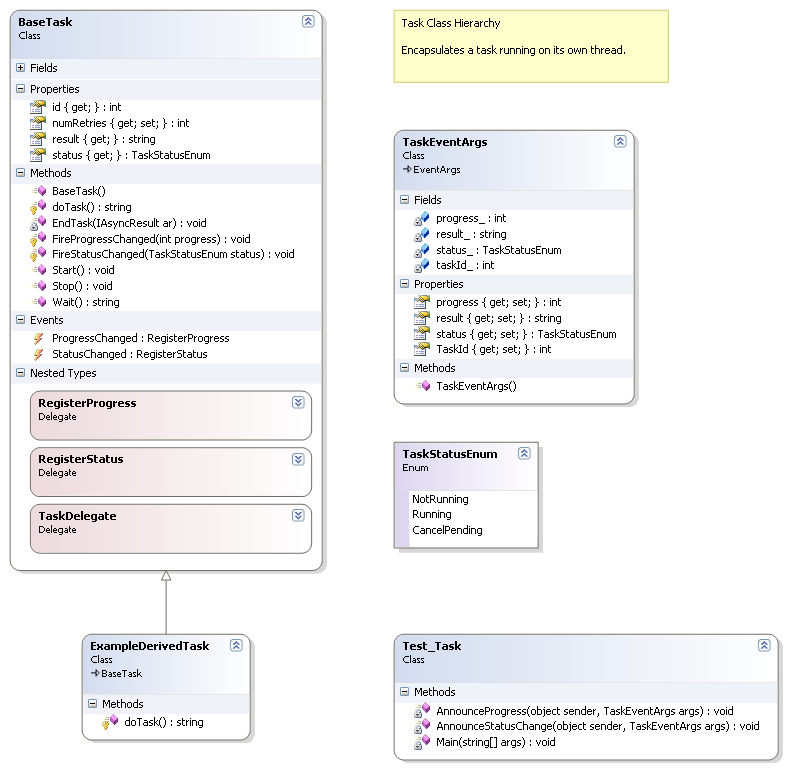 BaseTask
Class
Fields
Properties
id { get; } : int
numRetries { get; set; } : int
result { get; } : string
status { get; } : TaskStatusEnum
Methods
BaseTask()
doTask() : string
EndTask(IAsyncResult ar) : void
FireProgressChanged(int progress) : void
FireStatusChanged(TaskStatusEnum status) : void
Start() : void
Stop() : void
Wait() : string
Events
ProgressChanged : RegisterProgress
StatusChanged : RegisterStatus
Nested Types
RegisterProgress
Delegate
RegisterStatus
Delegate
TaskDelegate
Delegate
ExampleDerivedTask
Class
BaseTask
Methods
doTask() : string
Task Class Hierarchy
Encapsulates a task running on its own thread.
TaskEventArgs
Class
EventArgs
Fields
progress_ : int
result_ : string
status_ : TaskStatusEnum
taskId_ : int
Properties
progress { get; set; } : int
result { get; set; } : string
status { get; set; } : TaskStatusEnum
TaskId { get; set; } : int
Methods
TaskEventArgs()
TaskStatusEnum
Enum
NotRunning
Running
CancelPending
Test_Task
Class
Methods
AnnounceProgress(object sender, TaskEventArgs args) : void
AnnounceStatusChange(object sender, TaskEventArgs args) : void
Main(string[] args) : void